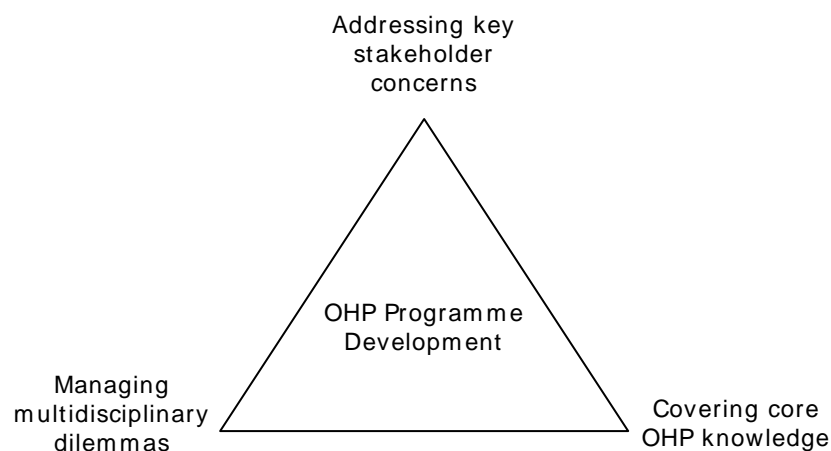 Addressing key
stakeholder
concerns
OHP Programme
Development
Managing
multidisciplinary
dilemmas
Covering core
OHP knowledge